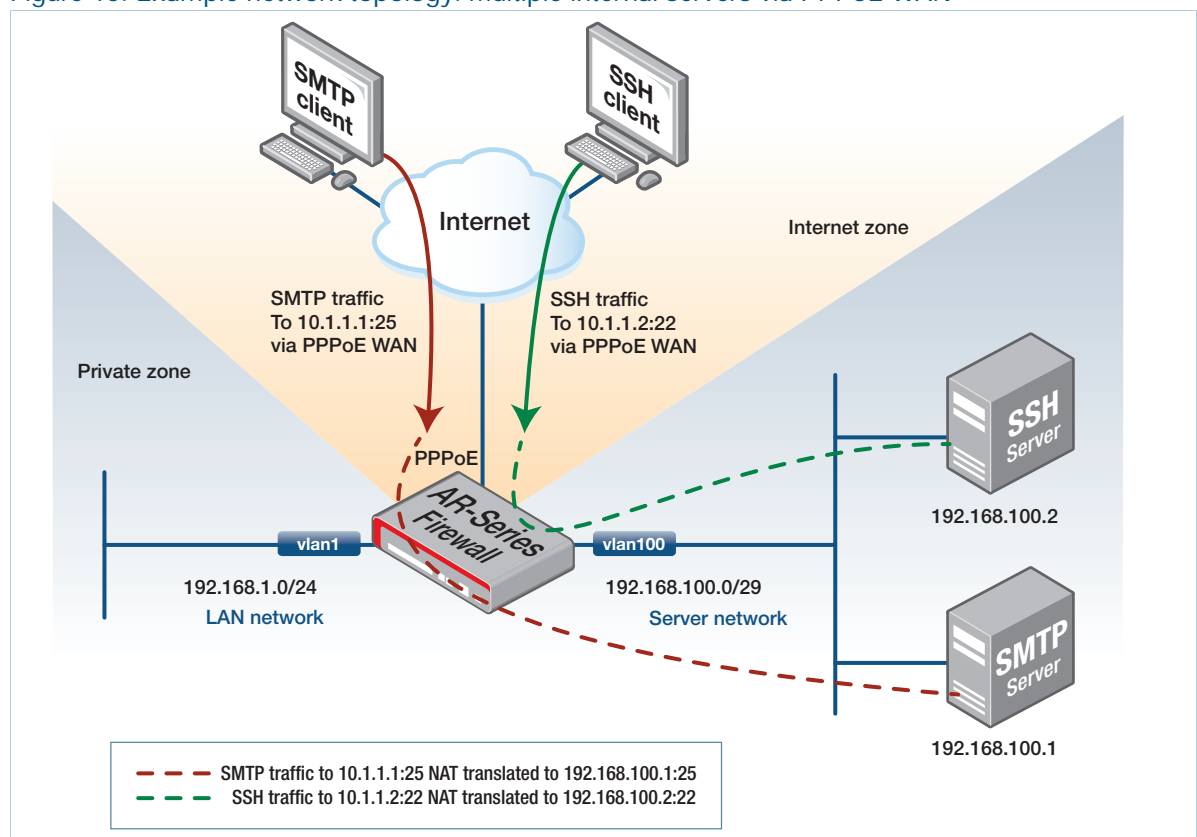 SMTP
client
SSH
client
Internet
Internet zone
SMTP traffic
To 10.1.1.1:25
via PPPoE WAN
SSH traffic
To 10.1.1.2:22
via PPPoE WAN
Private zone
PPPoE
SSH
Server
AR-Series
Firewall
192.168.100.2
vlan1
vlan100
192.168.1.0/24
LAN network
192.168.100.0/29
Server network
SMTP
Server
192.168.100.1
SMTP traffic to 10.1.1.1:25 NAT translated to 192.168.100.1:25
SSH traffic to 10.1.1.2:22 NAT translated to 192.168.100.2:22